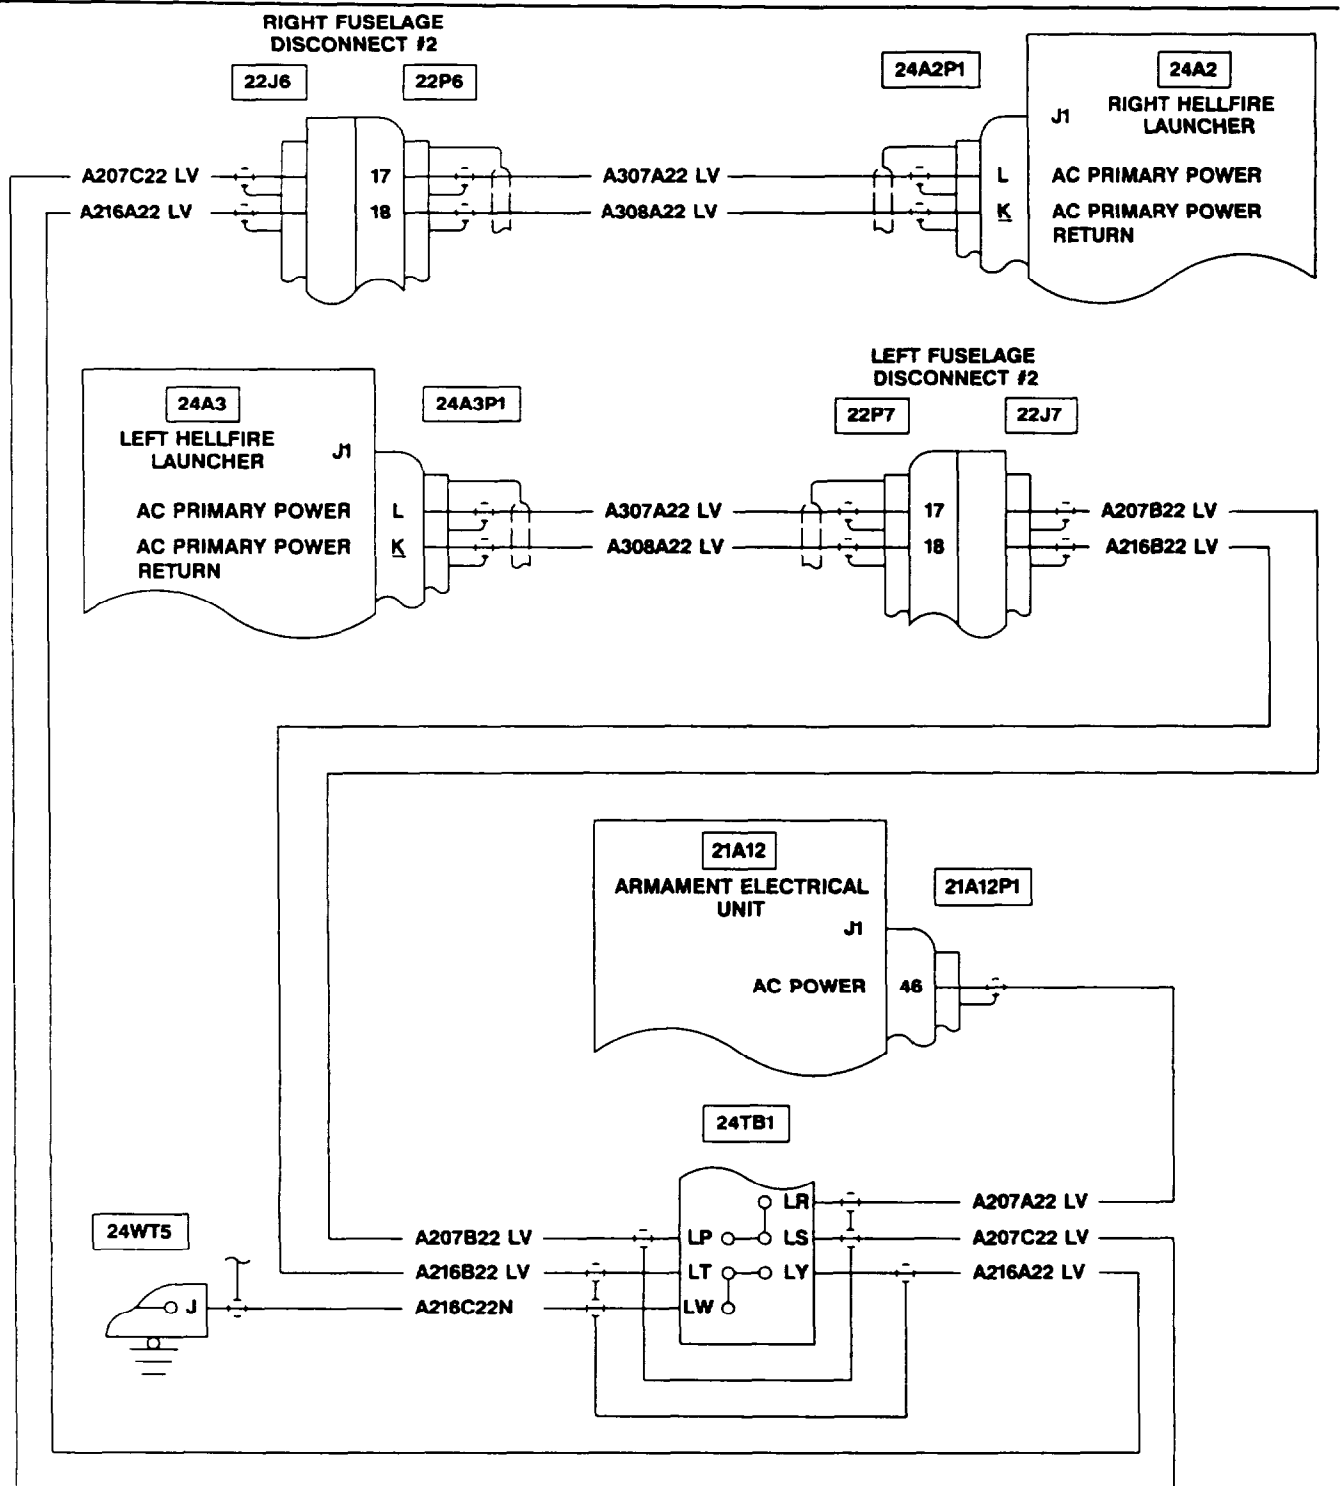 RIGHT FUSELAGE
DISCONNECT #2
22J6
22P6
24A2P1
24A2
J1
RIGHT HELLFIRE
LAUNCHER
A207C22 LV
17
A307A22 LV
L
AC PRIMARY POWER
A216A22 LV
18
A308A22 LV
K
AC PRIMARY POWER
RETURN
LEFT FUSELAGE
DISCONNECT #2
24A3
24A3P1
22P7
22J7
LEFT HELLFIRE
LAUNCHER
J1
AC PRIMARY POWER
L
A307A22 LV
17
A207B22 LV
AC PRIMARY POWER
RETURN
K
A308A22 LV
18
A216B22 LV
21A12
ARMAMENT ELECTRICAL
UNIT
21A12P1
J1
AC POWER
46
24TB1
LR
A207A22 LV
24WT5
A207B22 LV
LP
LS
A207C22 LV
A216B22 LV
LT
LY
A216A22 LV
J
A216C22N
LW